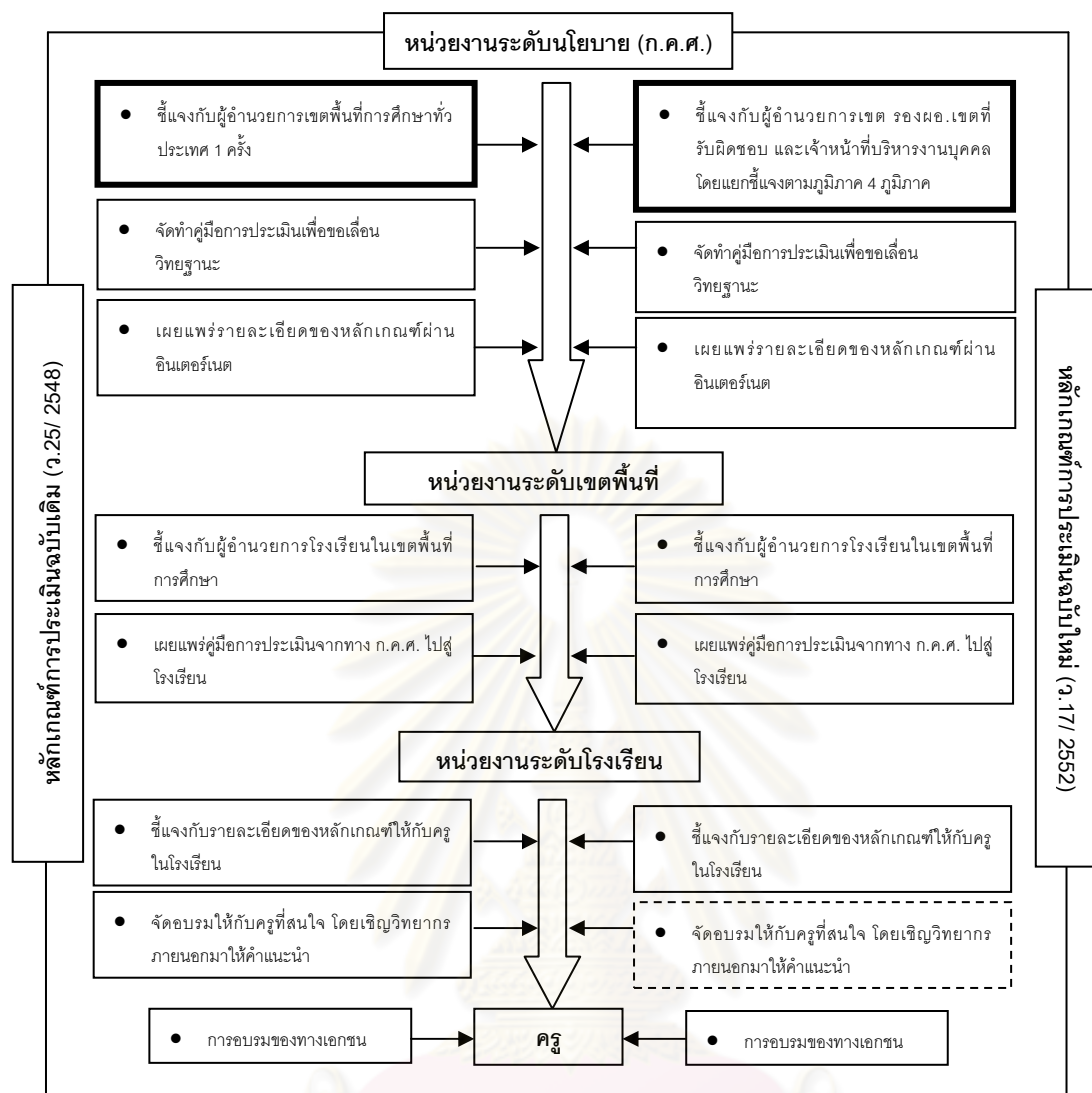 หน่วยงานระดับนโยบาย (ก.ค.ศ.)
หลักเกณฑ์การประเมินฉบับเดิม (ว.25/ 2548)
หลักเกณฑ์การประเมินฉบับใหม่ (ว.17/ 2552)
● ชี้แจงกับผู้อำนวยการเขตพื้นที่การศึกษาทั่ว
ประเทศ 1 ครั้ง
● ชี้แจงกับผู้อำนวยการเขต รองผอ.เขตที่
รับผิดชอบ และเจ้าหน้าที่บริหารงานบุคคล
โดยแยกชี้แจงตามภูมิภาค 4 ภูมิภาค
● จัดทำคู่มือการประเมินเพื่อขอเลื่อน
วิทยฐานะ
● จัดทำคู่มือการประเมินเพื่อขอเลื่อน
วิทยฐานะ
● เผยแพร่รายละเอียดของหลักเกณฑ์ผ่าน
อินเตอร์เนต
● เผยแพร่รายละเอียดของหลักเกณฑ์ผ่าน
อินเตอร์เนต
หน่วยงานระดับเขตพื้นที่
● ชี้แจงกับผู้อำนวยการโรงเรียนในเขตพื้นที่
การศึกษา
● ชี้แจงกับผู้อำนวยการโรงเรียนในเขตพื้นที่
การศึกษา
● เผยแพร่คู่มือการประเมินจากทาง ก.ค.ศ. ไปสู่
โรงเรียน
● เผยแพร่คู่มือการประเมินจากทาง ก.ค.ศ. ไปสู่
โรงเรียน
หน่วยงานระดับโรงเรียน
● ชี้แจงกับรายละเอียดของหลักเกณฑ์ให้กับครู
ในโรงเรียน
● ชี้แจงกับรายละเอียดของหลักเกณฑ์ให้กับครู
ในโรงเรียน
● จัดอบรมให้กับครูที่สนใจ โดยเชิญวิทยากร
ภายนอกมาให้คำแนะนำ
● จัดอบรมให้กับครูที่สนใจ โดยเชิญวิทยากร
ภายนอกมาให้คำแนะนำ
● การอบรมของทางเอกชน
ครู
● การอบรมของทางเอกชน